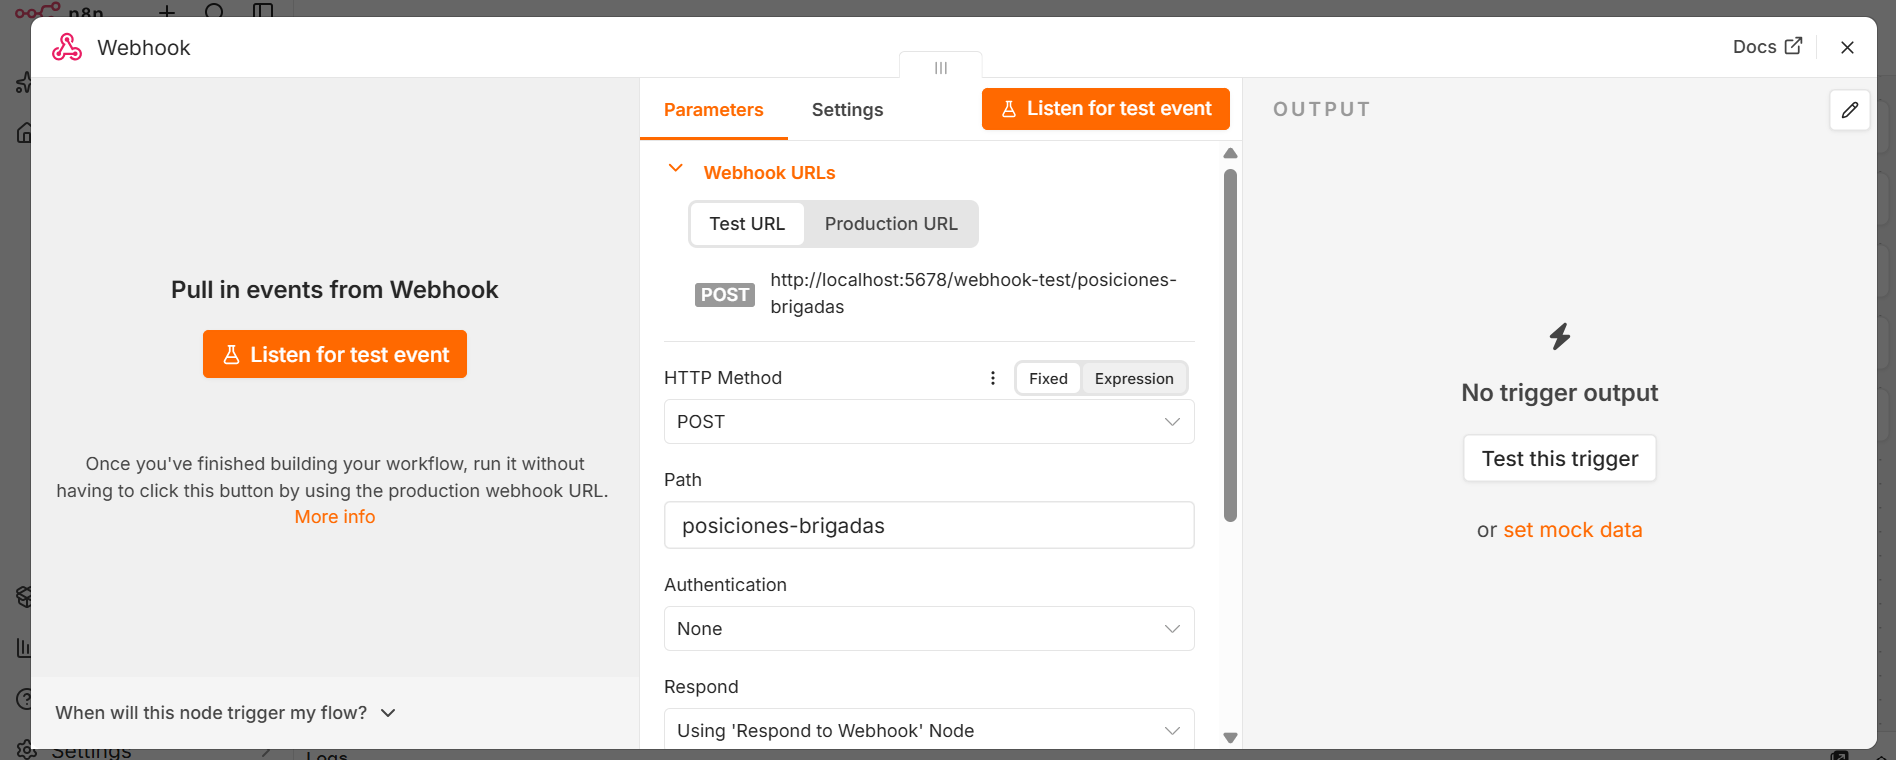 n8n
Webhook
Docs
Parameters
Settings
Listen for test event
OUTPUT
Webhook URLs
Test URL
Production URL
POST
http://localhost:5678/webhook-test/posiciones-
brigadas
Pull in events from Webhook
Listen for test event
Once you've finished building your workflow, run it without
having to click this button by using the production webhook URL.
More info
When will this node trigger my flow?
HTTP Method
Fixed
Expression
POST
Path
posiciones-brigadas
Authentication
None
Respond
Using 'Respond to Webhook' Node
No trigger output
Test this trigger
or set mock data
Settings
Logs